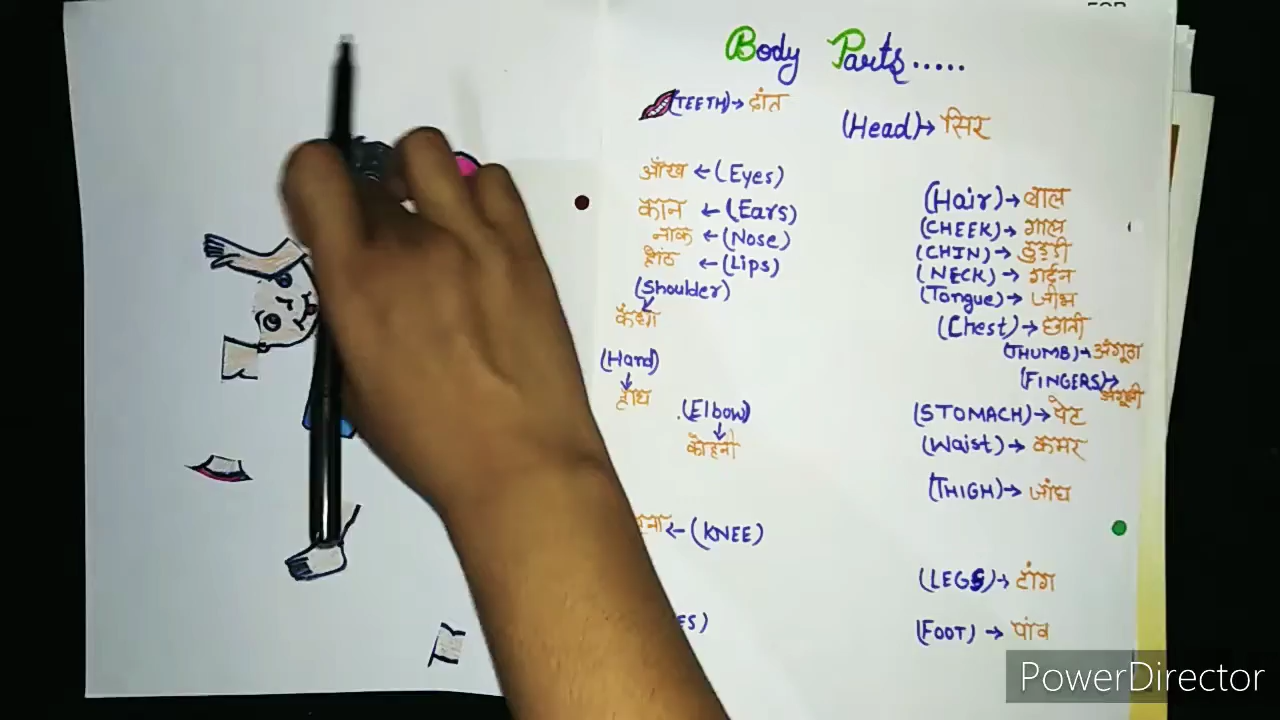 Body Parts.....
(TEETH)→ दांत
(Head)→ सिर
आँख ←(Eyes)
(Hair)→ बाल
कान ←(Ears)
(CHEEK)→ गाल
नाक ←(Nose)
(CHIN)→ ठुड्डी
होंठ ←(Lips)
(NECK)→ गर्दन
(Shoulder)
(Tongue)→ जीभ
कंधा
(Chest)→ छाती
(THUMB)→ अंगूठा
(Hand)
(FINGERS)→
हाथ
(Elbow)
(STOMACH)→ पेट
कोहनी
(Waist)→ कमर
(THIGH)→ जांघ
←(KNEE)
(LEGS)→ टांग
(FOOT)→ पांव
PowerDirector